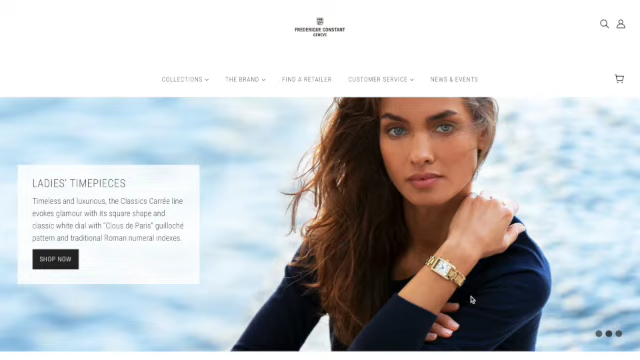 FREDERIQUE CONSTANT
GENEVE
COLLECTIONS THE BRAND FIND A RETAILER CUSTOMER SERVICE NEWS & EVENTS
LADIES' TIMEPIECES
Timeless and luxurious, the Classics Carrée line
evokes glamour with its square shape and
classic white dial with "Clous de Paris" guilloché
pattern and traditional Roman numeral indexes.
SHOP NOW